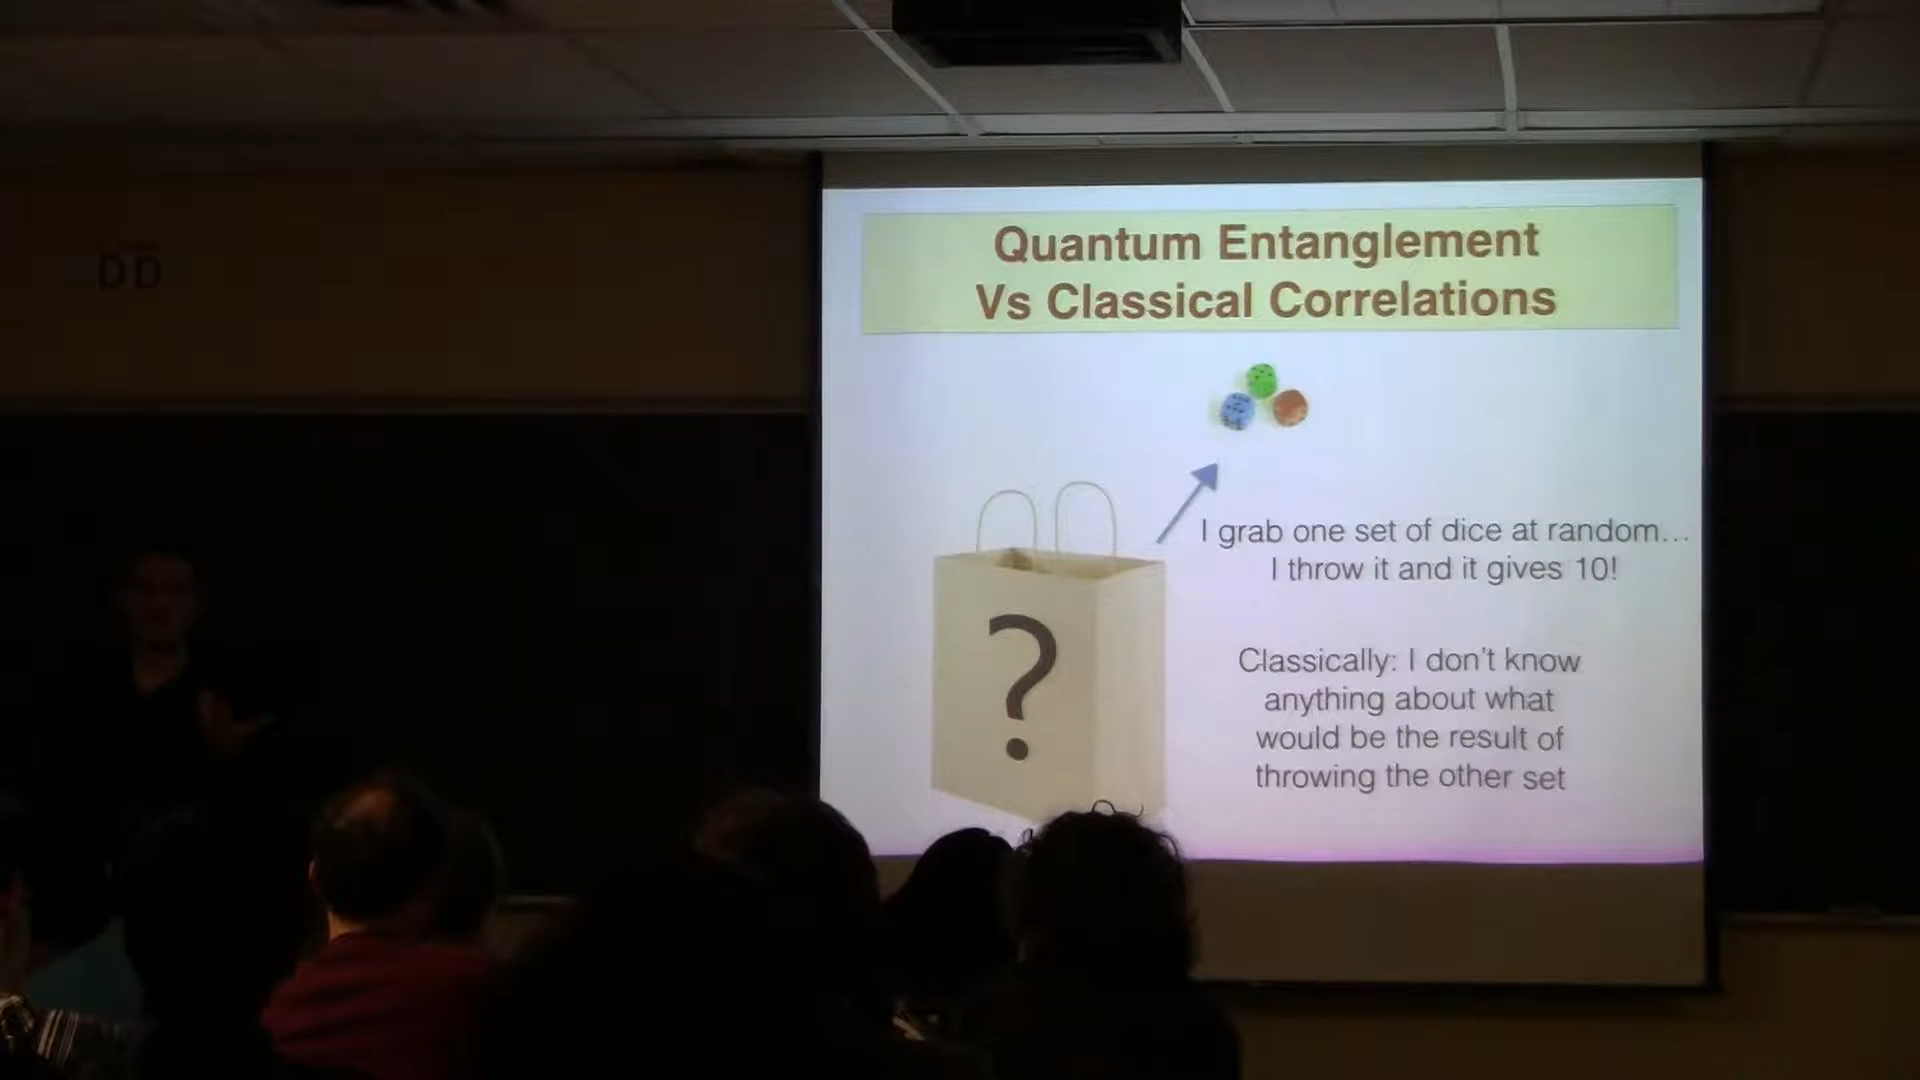 DD
Quantum Entanglement
Vs Classical Correlations
I grab one set of dice at random...
I throw it and it gives 10!
?
Classically: I don't know
anything about what
would be the result of
throwing the other set